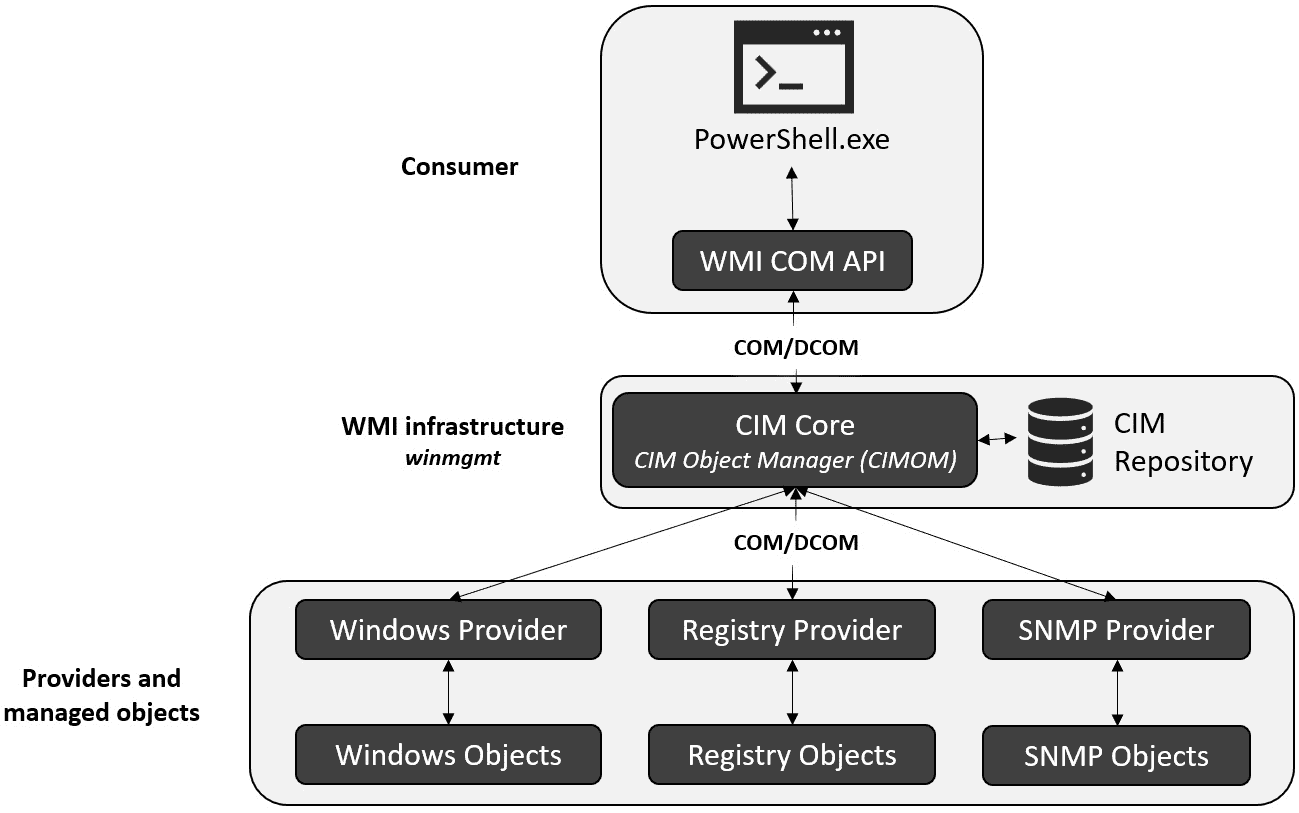 PowerShell.exe
Consumer
WMI COM API
COM/DCOM
WMI infrastructure
winmgmt
CIM Core
CIM Object Manager (CIMOM)
CIM
Repository
COM/DCOM
Windows Provider
Registry Provider
SNMP Provider
Providers and
managed objects
Windows Objects
Registry Objects
SNMP Objects